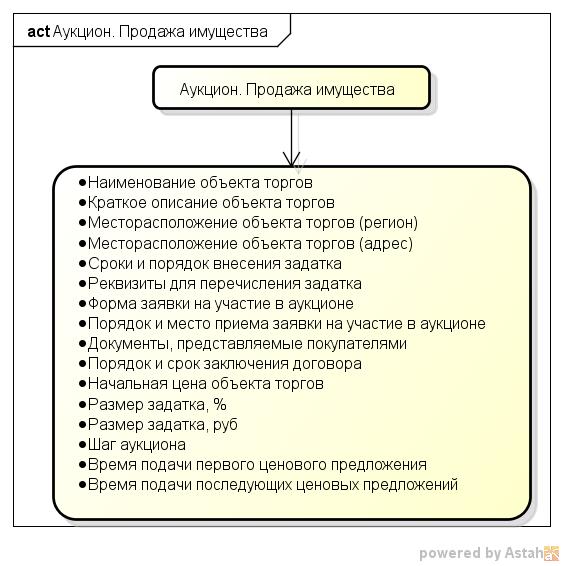 act Аукцион. Продажа имущества
Аукцион. Продажа имущества
●Наименование объекта торгов
●Краткое описание объекта торгов
●Месторасположение объекта торгов (регион)
●Месторасположение объекта торгов (адрес)
●Сроки и порядок внесения задатка
●Реквизиты для перечисления задатка
●Форма заявки на участие в аукционе
●Порядок и место приема заявки на участие в аукционе
●Документы, представляемые покупателями
●Порядок и срок заключения договора
●Начальная цена объекта торгов
●Размер задатка, %
●Размер задатка, руб
●Шаг аукциона
●Время подачи первого ценового предложения
●Время подачи последующих ценовых предложений
powered by Astah